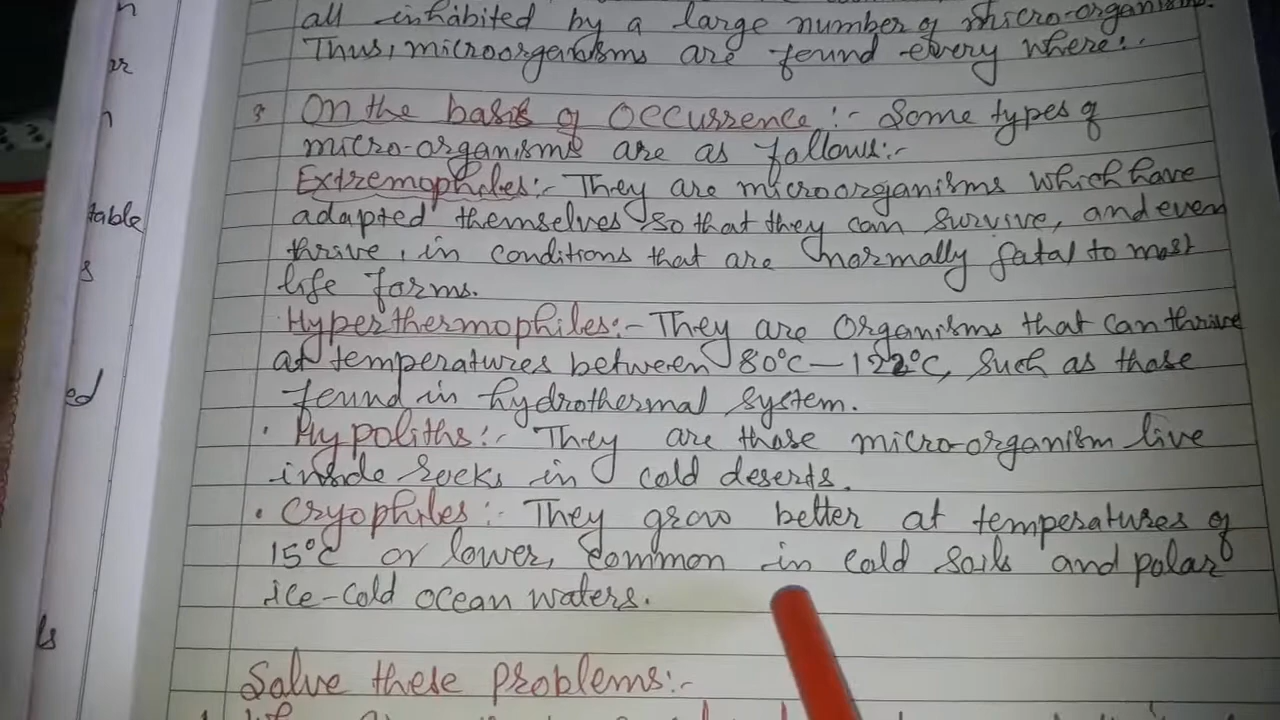 n
er
n
table
s
ed
ls
all inhabited by a large number of micro-organisms.
Thus, microorganisms are found every where:.
On the basis of Occurrence :- Some types of
micro-organisms are as follows:-
Extremophiles:- They are microorganisms which have
adapted themselves so that they can survive, and even
thrive, in conditions that are normally fatal to most
life forms.
Hyperthermophiles:- They are Organisms that can thrive
at temperatures between 80°C-122°C, such as those
found in hydrothermal system.
• Hypoliths:- They are those micro-organism live
inside rocks in cold deserts.
• Cryophiles:- They grow better at temperatures of
15°C or lower, common in cold soils and polar
ice-cold ocean waters.
Solve these problems:-